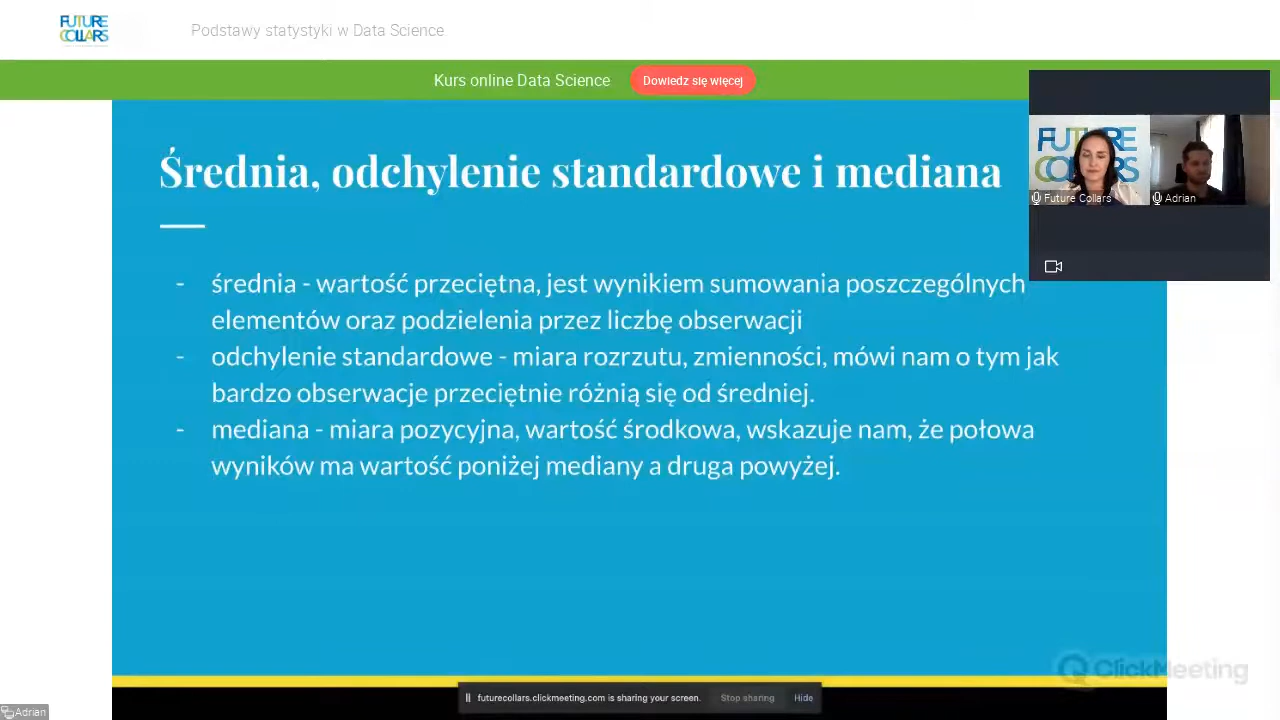 FUTURE
COLLARS
Podstawy statystyki w Data Science
Kurs online Data Science
Dowiedz się więcej
Średnia, odchylenie standardowe i mediana
- średnia - wartość przeciętna, jest wynikiem sumowania poszczególnych
elementów oraz podzielenia przez liczbę obserwacji
- odchylenie standardowe - miara rozrzutu, zmienności, mówi nam o tym jak
bardzo obserwacje przeciętnie różnią się od średniej.
- mediana - miara pozycyjna, wartość środkowa, wskazuje nam, że połowa
wyników ma wartość poniżej mediany a druga powyżej.
FUTURE
COLLARS
Future Collars
Adrian
ClickMeeting
futurecollars.clickmeeting.com is sharing your screen.
Stop sharing
Hide
Adrian